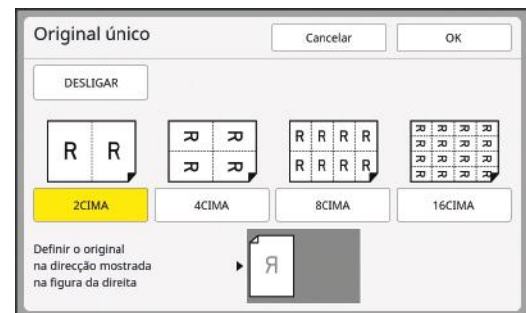 Original único
Cancelar
OK
DESLIGAR
R R
R R
R R
R R R R
R R R R
R R R R
R R R R
R R R R
R R R R
2CIMA
4CIMA
8CIMA
16CIMA
Definir o original
na direcção mostrada
na figura da direita
R